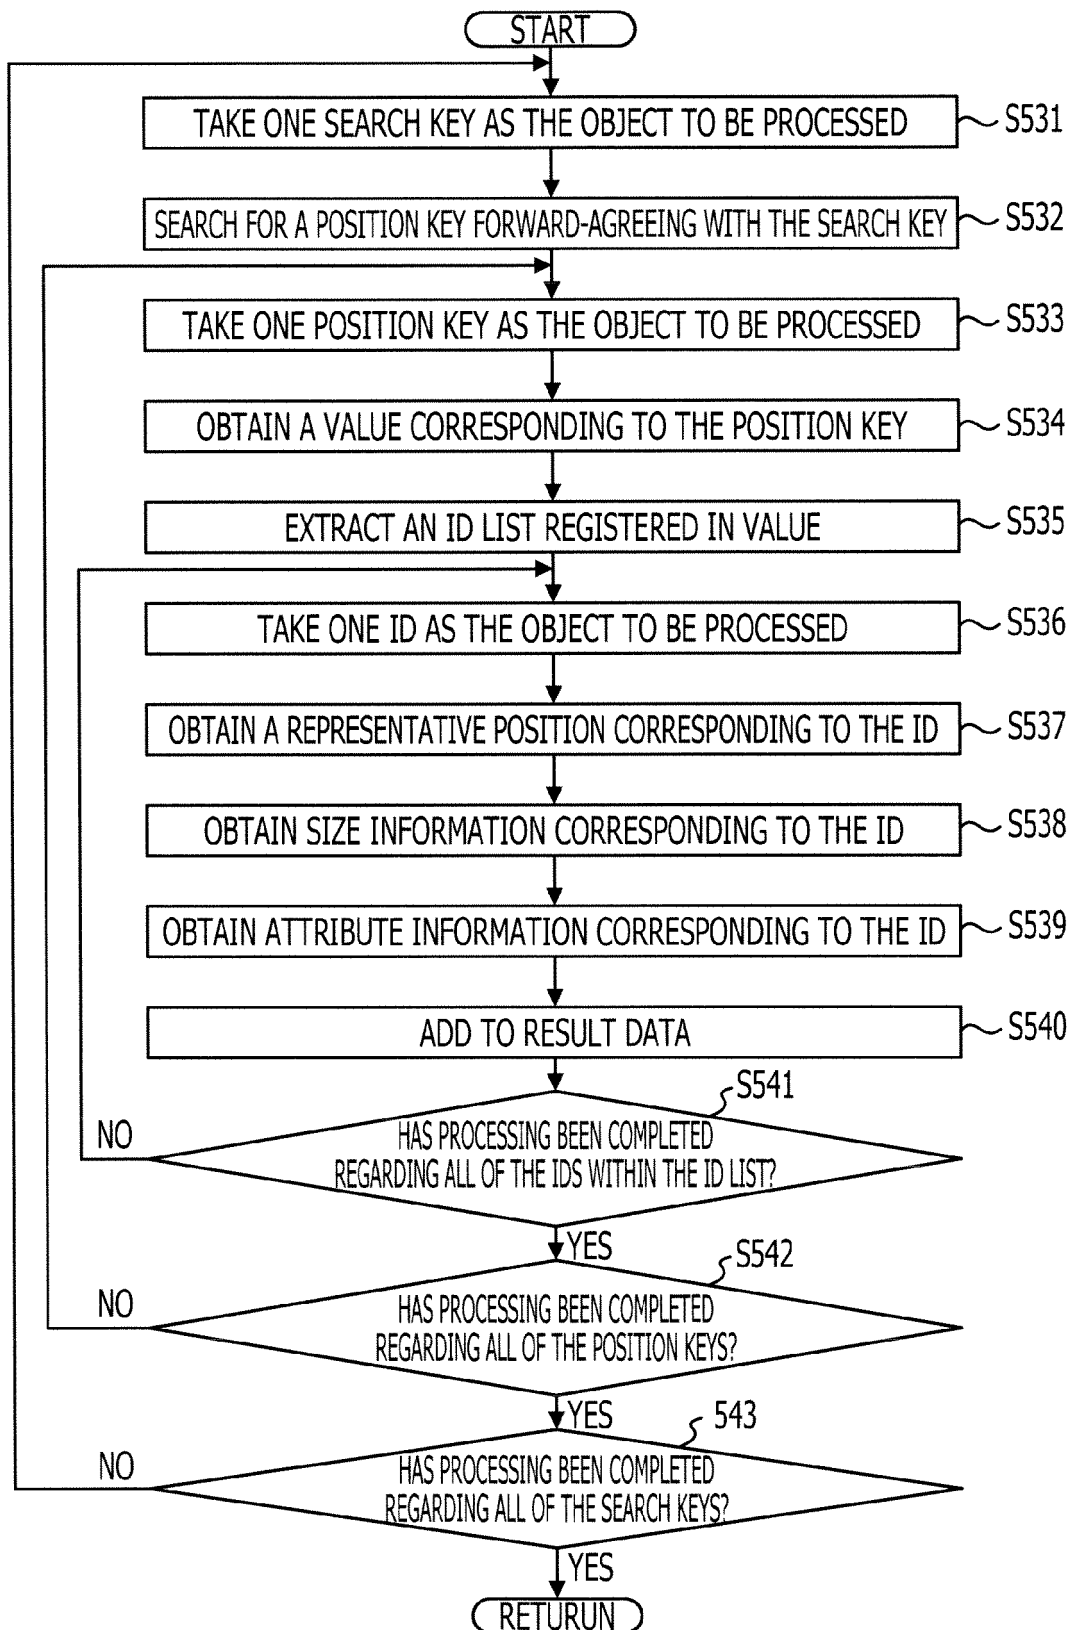 START
TAKE ONE SEARCH KEY AS THE OBJECT TO BE PROCESSED
S531
SEARCH FOR A POSITION KEY FORWARD-AGREEING WITH THE SEARCH KEY
S532
TAKE ONE POSITION KEY AS THE OBJECT TO BE PROCESSED
S533
OBTAIN A VALUE CORRESPONDING TO THE POSITION KEY
S534
EXTRACT AN ID LIST REGISTERED IN VALUE
S535
TAKE ONE ID AS THE OBJECT TO BE PROCESSED
S536
OBTAIN A REPRESENTATIVE POSITION CORRESPONDING TO THE ID
S537
OBTAIN SIZE INFORMATION CORRESPONDING TO THE ID
S538
OBTAIN ATTRIBUTE INFORMATION CORRESPONDING TO THE ID
S539
ADD TO RESULT DATA
S540
S541
NO
HAS PROCESSING BEEN COMPLETED
REGARDING ALL OF THE IDS WITHIN THE ID LIST?
YES
S542
NO
HAS PROCESSING BEEN COMPLETED
REGARDING ALL OF THE POSITION KEYS?
YES
543
NO
HAS PROCESSING BEEN COMPLETED
REGARDING ALL OF THE SEARCH KEYS?
YES
RETURUN